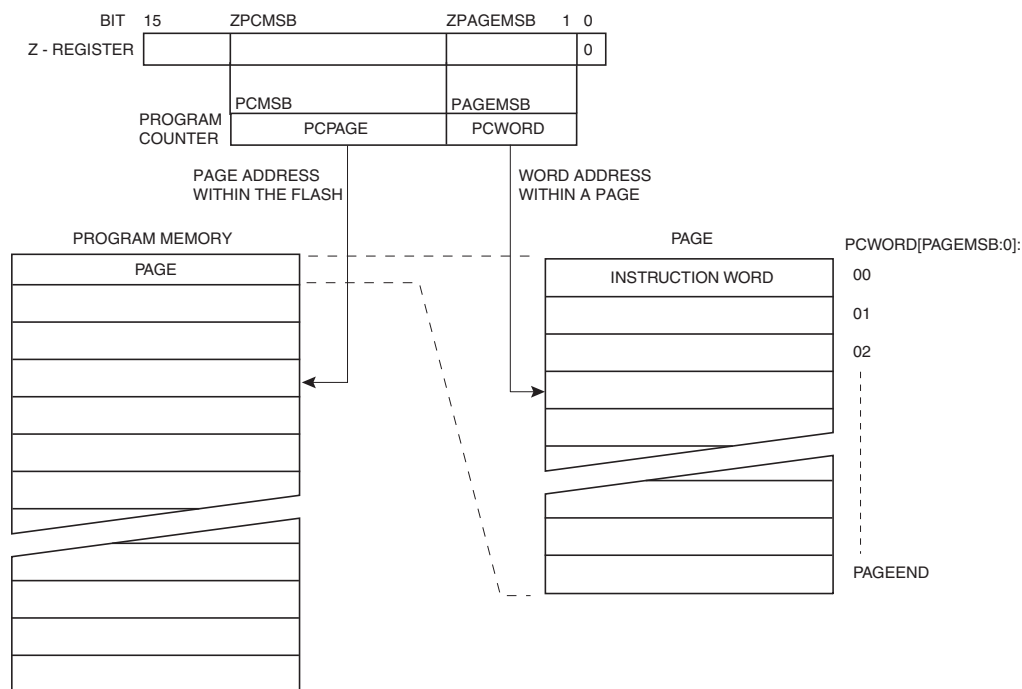 BIT 15 ZPCMSB ZPAGEMSB 1 0
Z - REGISTER 0
PCMSB PAGEMSB
PROGRAM
COUNTER
PCPAGE PCWORD
PAGE ADDRESS
WITHIN THE FLASH
WORD ADDRESS
WITHIN A PAGE
PROGRAM MEMORY
PAGE
PAGE
PCWORD[PAGEMSB:0]:
INSTRUCTION WORD 00
01
02
PAGEEND